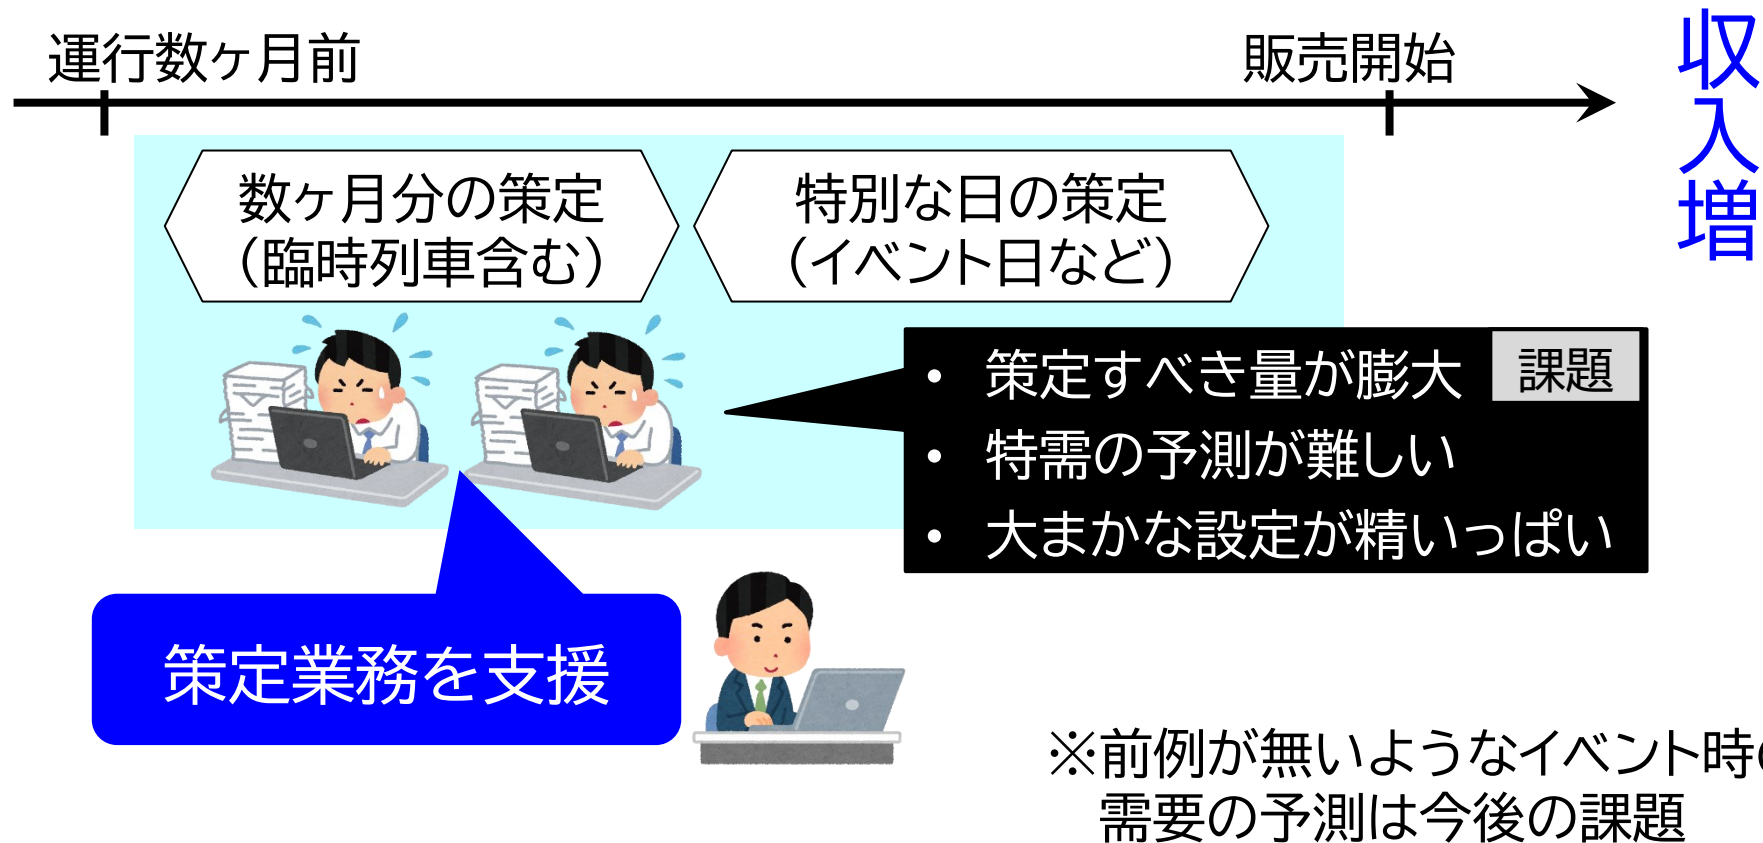 運行数ヶ月前
販売開始
収入増
数ヶ月分の策定
（臨時列車含む）
特別な日の策定
（イベント日など）
課題
• 策定すべき量が膨大
• 特需の予測が難しい
• 大まかな設定が精いっぱい
策定業務を支援
※前例が無いようなイベント時の
需要の予測は今後の課題